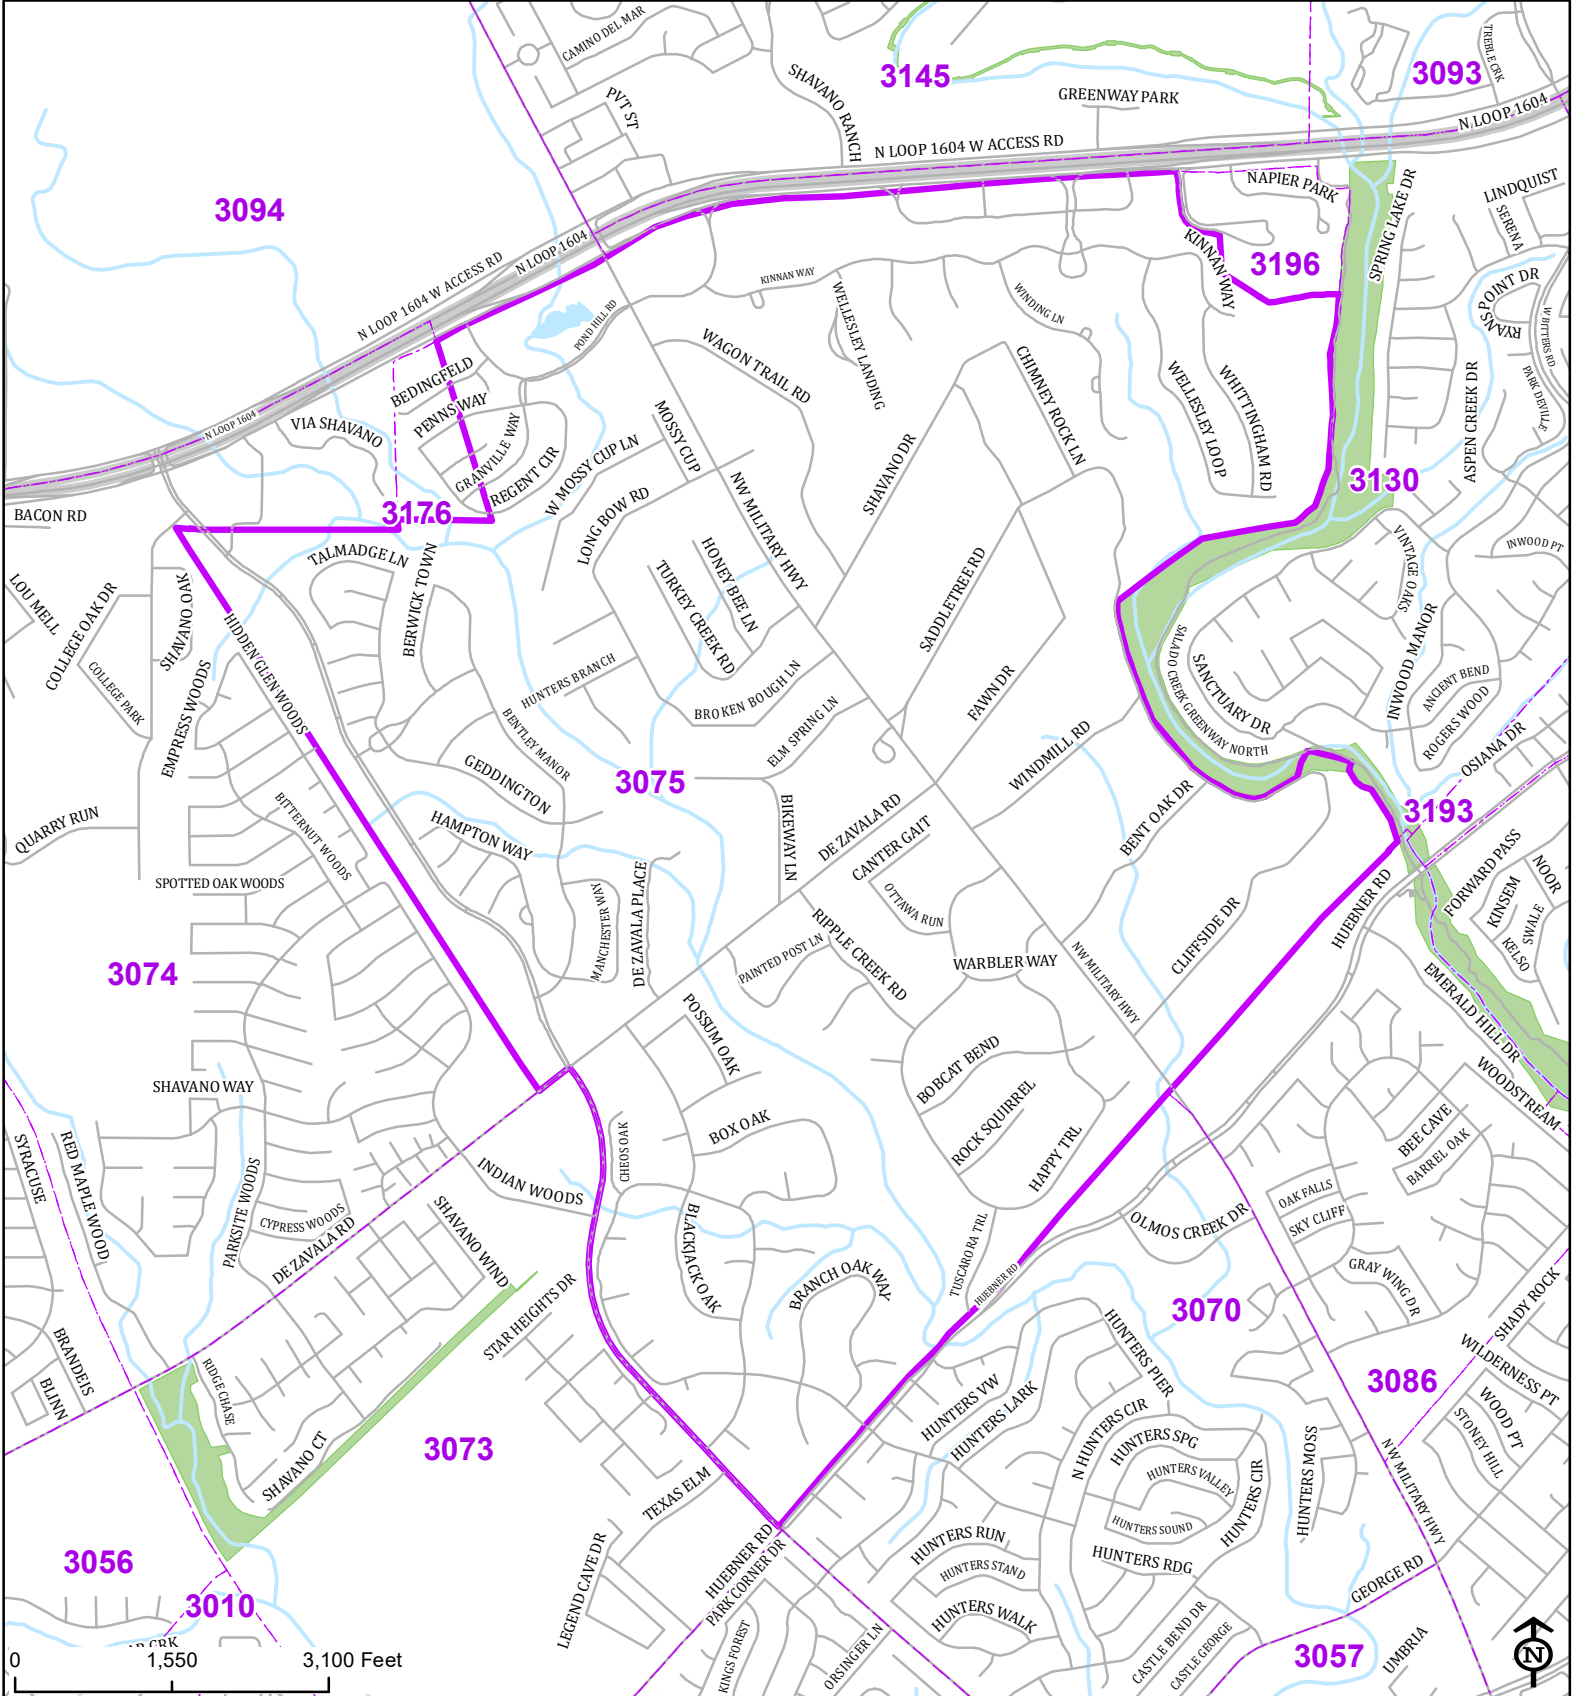 CAMINO DEL MAR
3145
3093
TREBLE CRK
SHAVANO RANCH
PVT ST
GREENWAY PARK
N LOOP 1604
N LOOP 1604 W ACCESS RD
NAPIER PARK
LINDQUIST
SERENA
SPRING LAKE DR
3094
N LOOP 1604
N LOOP 1604 W ACCESS RD
KINNAN WAY
KINNAN WAY
3196
POINT DR
RYANS
W BITTERS RD
WINDING LN
WELLESLEY LANDING
POND HILL RD
WAGON TRAIL RD
CHIMNEY ROCK LN
WELLESLEY LOOP
WHITTINGHAM RD
ASPEN CREEK DR
PARK DEVILLE
BEDINGFELD
PENNS WAY
N LOOP 1604
VIA SHAVANO
GRANVILLE WAY
REGENT CIR
W MOSSY CUP LN
MOSSY CUP
SHAVANO DR
3130
BACON RD
3176
LONG BOW RD
NW MILITARY HWY
VINTAGE OAKS
INWOOD PT
TALMADGE LN
HONEY BEE LN
TURKEY CREEK RD
SADDLETREE RD
LOU MELL
COLLEGE OAK DR
SHAVANO OAK
HIDDEN GLEN WOODS
BERWICK TOWN
SALADO CREEK GREENWAY NORTH
SANCTUARY DR
INWOOD MANOR
COLLEGE PARK
EMPRESS WOODS
HUNTERS BRANCH
BROKEN BOUGH LN
FAWN DR
ANCIENT BEND
ROGERS WOOD
BENTLEY MANOR
ELM SPRING LN
WINDMILL RD
OSIANA DR
GEDDINGTON
3075
BENT OAK DR
3193
QUARRY RUN
BITTERNUT WOODS
HAMPTON WAY
BIKEWAY LN
DE ZAVALA RD
CANTER GAIT
FORWARD PASS
NOOR
SPOTTED OAK WOODS
MANCHESTER WAY
DE ZAVALA PLACE
OTTAWA RUN
HUEBNER RD
KINSEM
SWALE
KELSO
RIPPLE CREEK RD
CLIFFSIDE DR
3074
PAINTED POST LN
WARBLER WAY
NW MILITARY HWY
EMERALD HILL DR
POSSUM OAK
BOBCAT BEND
WOODSTREAM
SHAVANO WAY
BOX OAK
ROCK SQUIRREL
BEE CAVE
BARREL OAK
SYRACUSE
RED MAPLE WOOD
CHEOS OAK
HAPPY TRL
PARKSITE WOODS
INDIAN WOODS
OAK FALLS
CYPRESS WOODS
SHAVANO WIND
BLACKJACK OAK
TUSCARORA TRL
OLMOS CREEK DR
SKY CLIFF
DE ZAVALA RD
BRANCH OAK WAY
HUEBNER RD
GRAY WING DR
STAR HEIGHTS DR
3070
SHADY ROCK
BRANDEIS
HUNTERS PIER
WILDERNESS PT
BLINN
RIDGE CHASE
HUNTERS VW
HUNTERS LARK
3086
WOOD PT
STONEY HILL
SHAVANO CT
3073
N HUNTERS CIR
HUNTERS SPG
HUNTERS VALLEY
HUNTERS CIR
HUNTERS MOSS
NW MILITARY HWY
TEXAS ELM
HUNTERS SOUND
3056
LEGEND CAVE DR
HUEBNER RD
PARK CORNER DR
HUNTERS RUN
HUNTERS STAND
HUNTERS RDG
GEORGE RD
3010
HUNTERS WALK
KINGS FOREST
ORSINGER LN
CASTLE BEND DR
CASTLE GEORGE
3057
UMBRIA
0 1,550 3,100 Feet
N